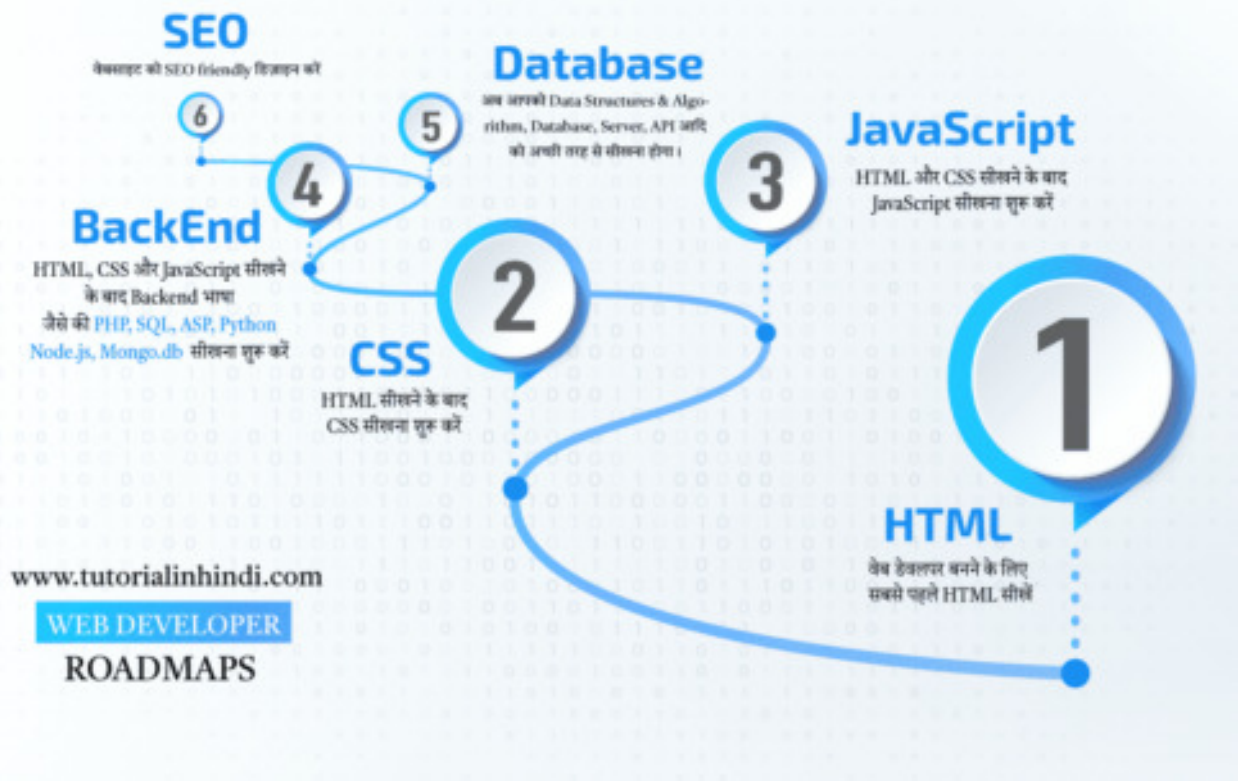 SEO
वेबसाइट को SEO friendly डिज़ाइन करें
6
Database
अब आपको Data Structures & Algo-
rithm, Database, Server, API आदि
को अच्छी तरह से सीखना होगा।
5
JavaScript
HTML और CSS सीखने के बाद
JavaScript सीखना शुरू करें
3
4
BackEnd
HTML, CSS और JavaScript सीखने
के बाद Backend भाषा
जैसे की PHP, SQL, ASP, Python
Node.js, Mongo.db सीखना शुरू करें
2
CSS
HTML सीखने के बाद
CSS सीखना शुरू करें
1
HTML
वेब डेवलपर बनने के लिए
सबसे पहले HTML सीखें
www.tutorialinhindi.com
WEB DEVELOPER
ROADMAPS